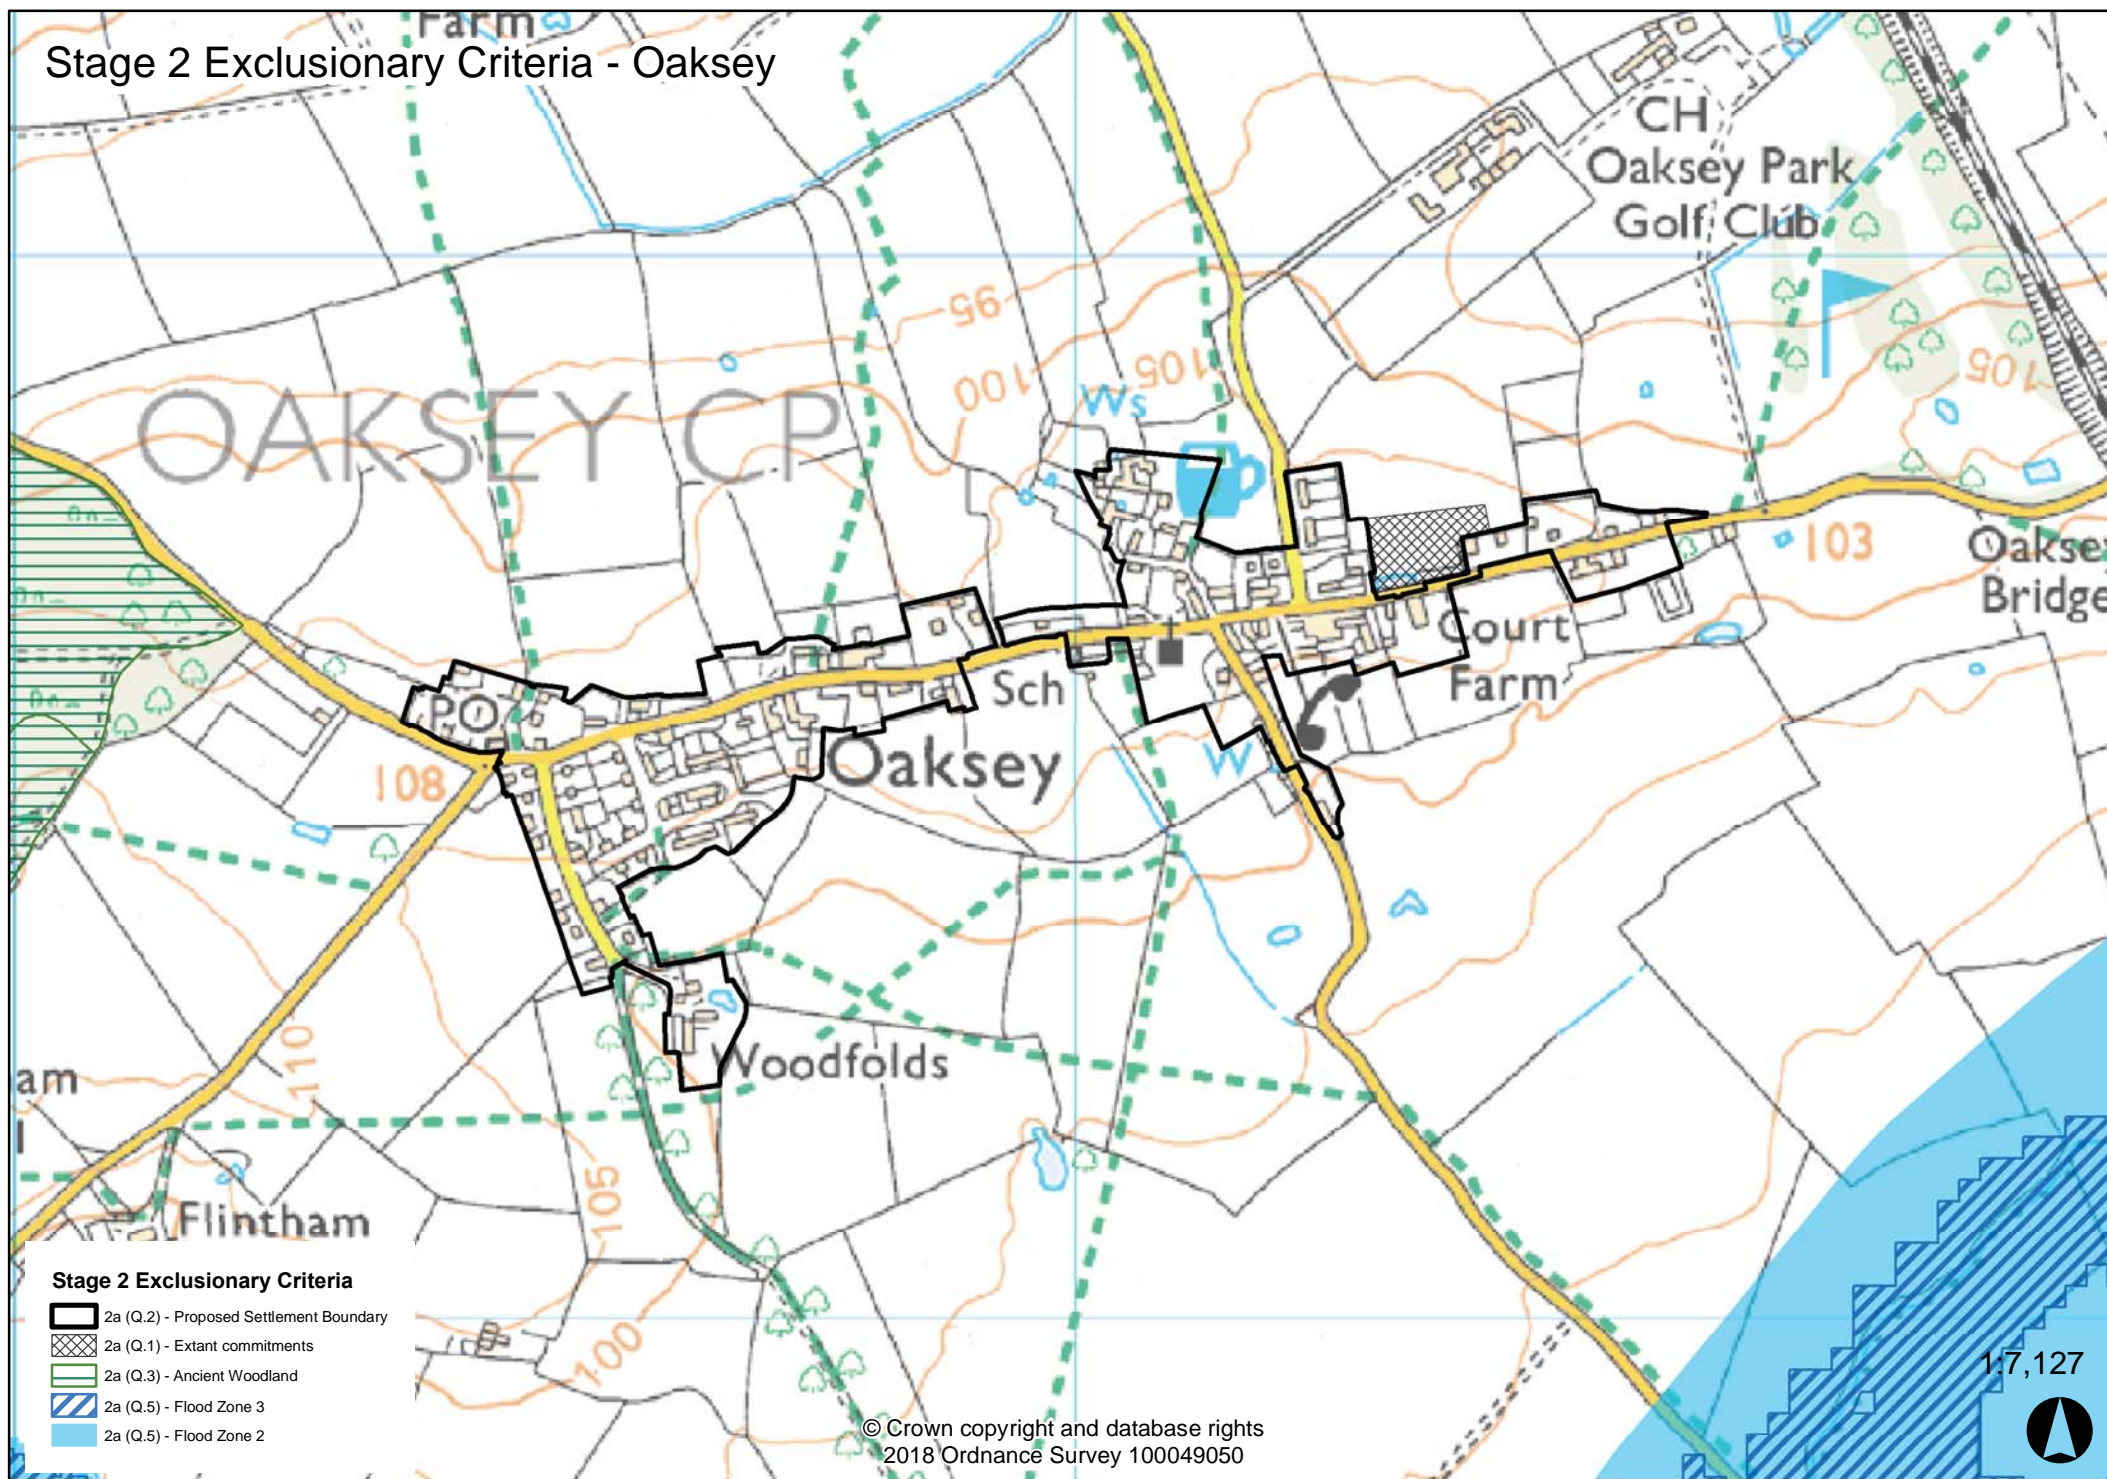 Farm
Stage 2 Exclusionary Criteria - Oaksey
CH
Oaksey Park
Golf Club
95
100
105
105
Ws
OAKSEY CP
103
Oaksey
Bridge
Court
Farm
PO
Sch
Oaksey
W
108
110
Woodfolds
am
Flintham
105
100
Stage 2 Exclusionary Criteria
2a (Q.2) - Proposed Settlement Boundary
2a (Q.1) - Extant commitments
2a (Q.3) - Ancient Woodland
2a (Q.5) - Flood Zone 3
2a (Q.5) - Flood Zone 2
1:7,127
© Crown copyright and database rights
2018 Ordnance Survey 100049050